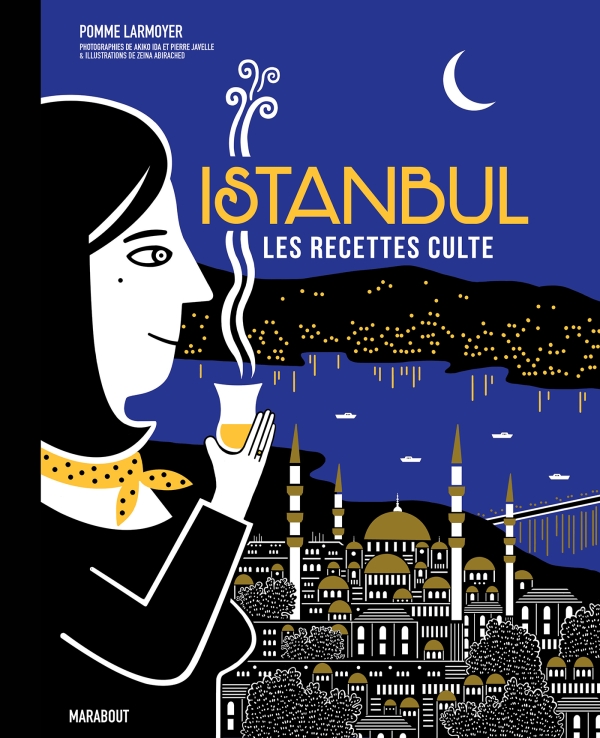 POMME LARMOYER
PHOTOGRAPHIES DE AKIKO IDA ET PIERRE JAVELLE
& ILLUSTRATIONS DE ZEINA ABIRACHED
ISTANBUL
LES RECETTES CULTE
MARABOUT